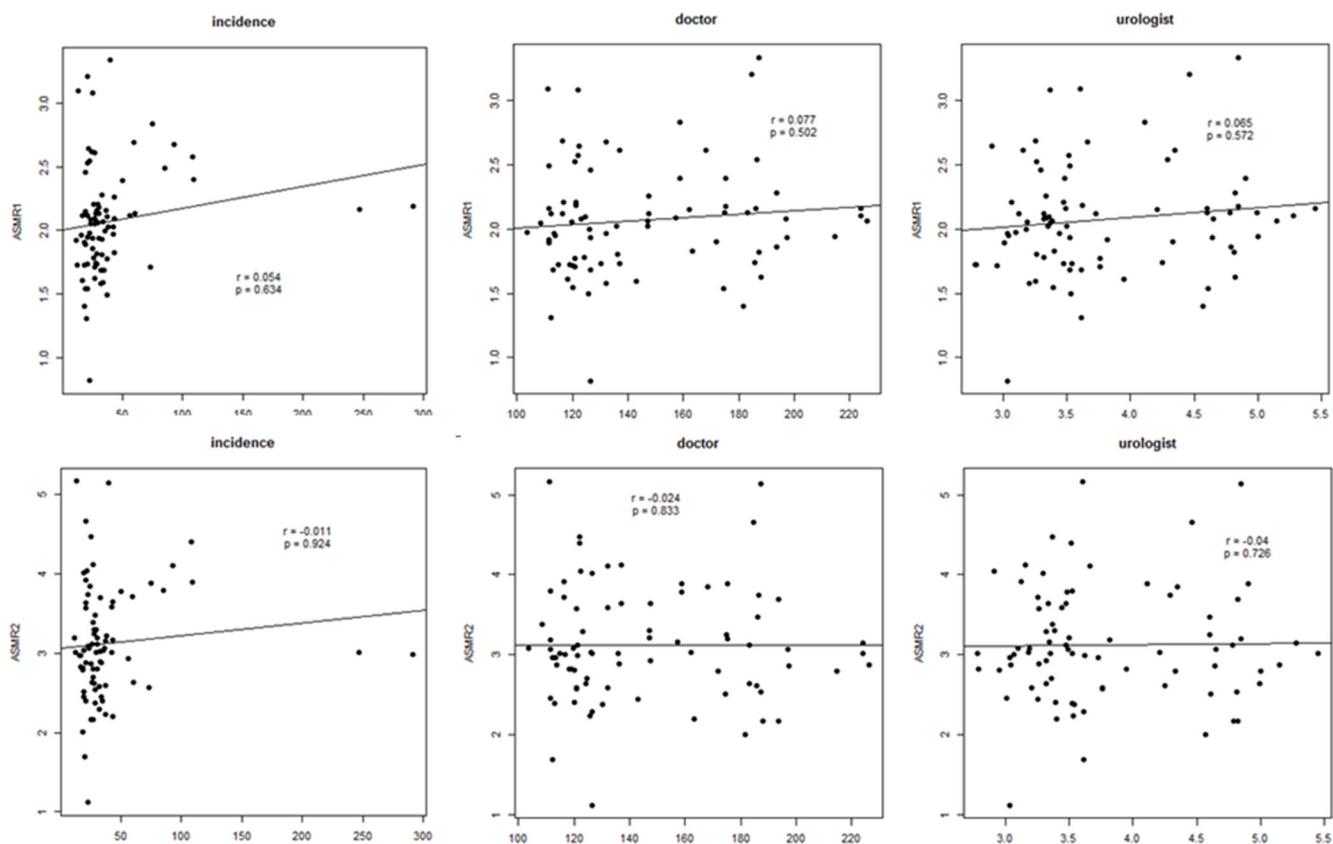 incidence
doctor
urologist
ASMR1
3.0
2.5
2.0
1.5
1.0
r = 0.054
p = 0.634
50
100
150
200
250
300
ASMR1
3.0
2.5
2.0
1.5
1.0
r = 0.077
p = 0.502
100
120
140
160
180
200
220
ASMR1
3.0
2.5
2.0
1.5
1.0
r = 0.065
p = 0.572
3.0
3.5
4.0
4.5
5.0
5.5
incidence
doctor
urologist
ASMR2
5
4
3
2
1
r = -0.011
p = 0.924
50
100
150
200
250
300
ASMR2
5
4
3
2
1
r = -0.024
p = 0.833
100
120
140
160
180
200
220
ASMR2
5
4
3
2
1
r = -0.04
p = 0.726
3.0
3.5
4.0
4.5
5.0
5.5